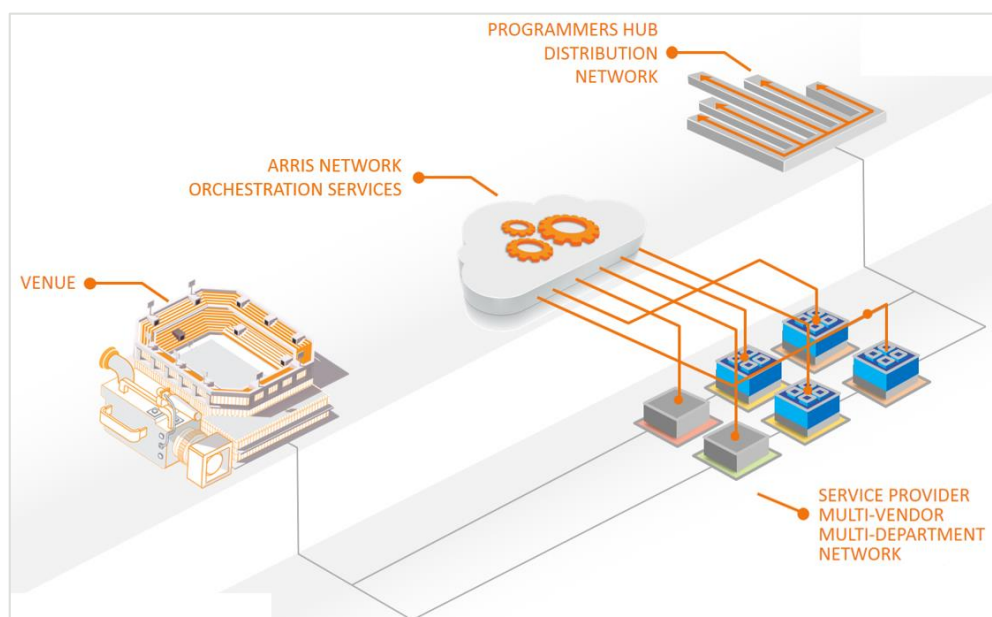 PROGRAMMERS HUB
DISTRIBUTION
NETWORK
ARRIS NETWORK
ORCHESTRATION SERVICES
VENUE
SERVICE PROVIDER
MULTI-VENDOR
MULTI-DEPARTMENT
NETWORK